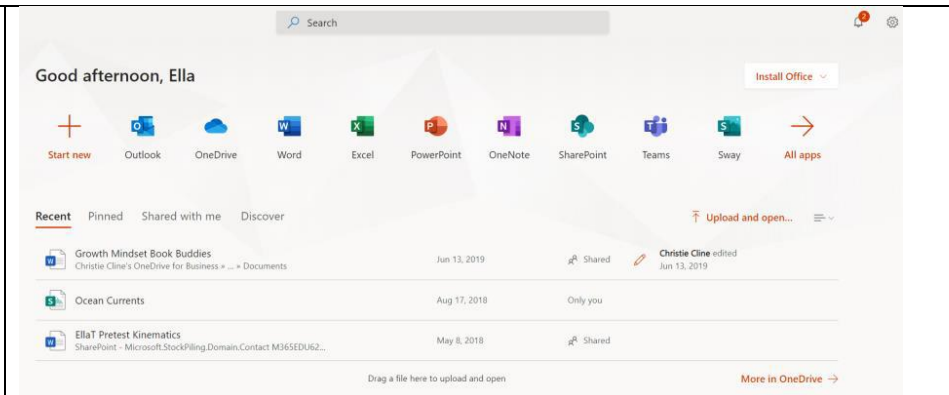 Search
2
Good afternoon, Ella
Install Office
Start new Outlook OneDrive Word Excel PowerPoint OneNote SharePoint Teams Sway All apps
Recent Pinned Shared with me Discover Upload and open...
Growth Mindset Book Buddies
Christie Cline's OneDrive for Business » ... » Documents
Jun 13, 2019 Shared
Christie Cline edited
Jun 13, 2019
Ocean Currents Aug 17, 2018 Only you
EllaT Pretest Kinematics
SharePoint - Microsoft.StockPiling.Domain.Contact M365EDU62...
May 8, 2018 Shared
Drag a file here to upload and open More in OneDrive